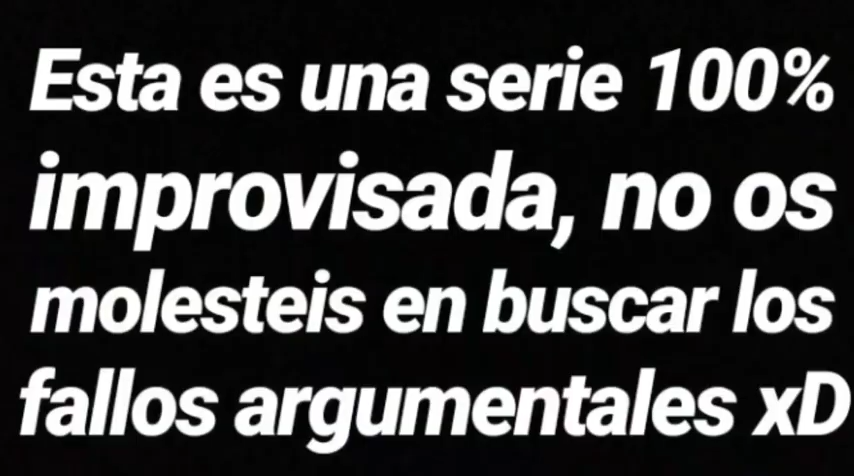 Esta es una serie 100%
improvisada, no os
molesteis en buscar los
fallos argumentales xD